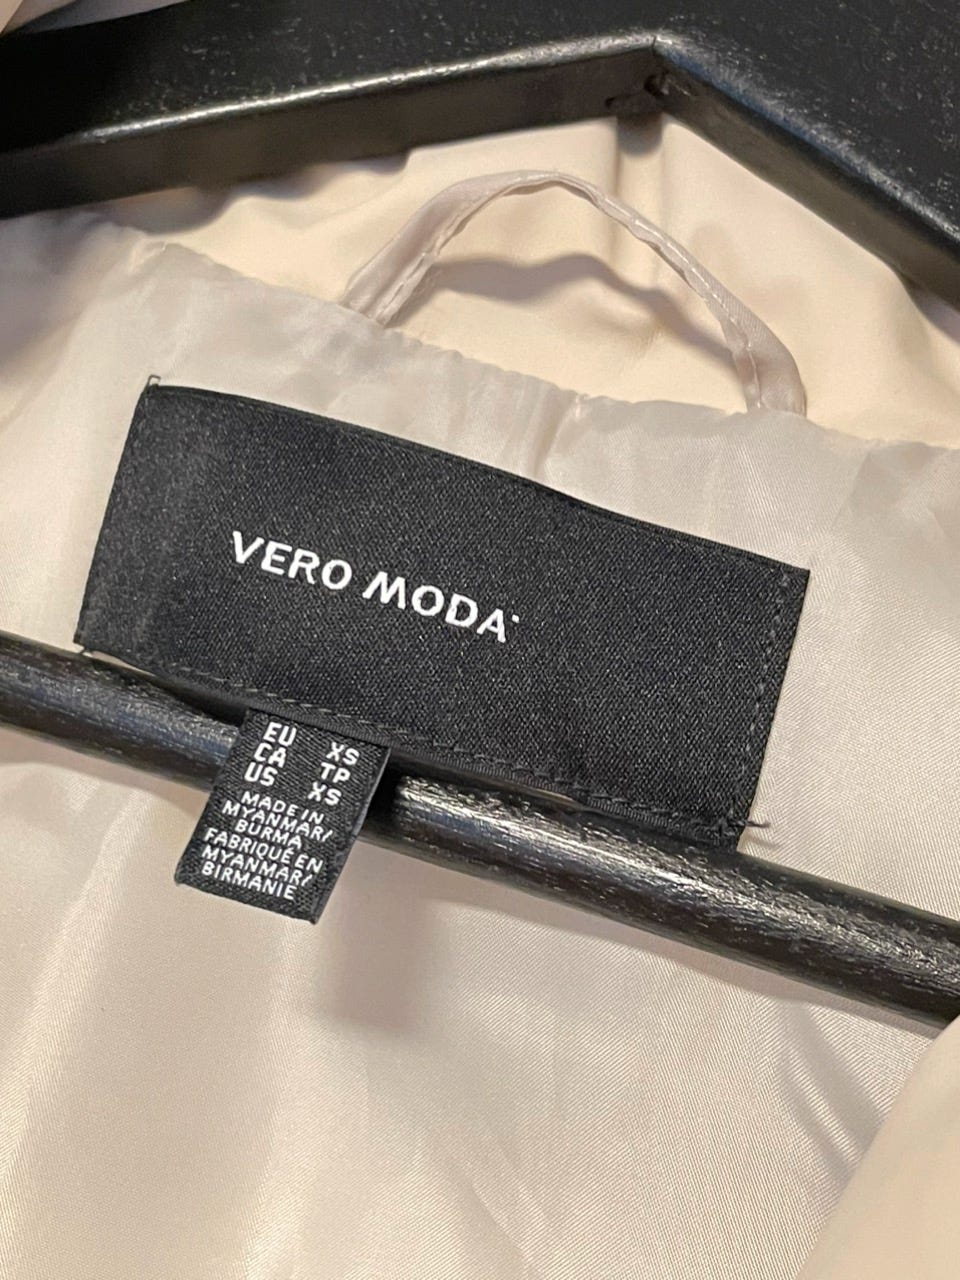 VERO MODA
EU XS
CA TP
US XS
MADE IN
MYANMAR/
BURMA
FABRIQUÉ EN
MYANMAR/
BIRMANIE